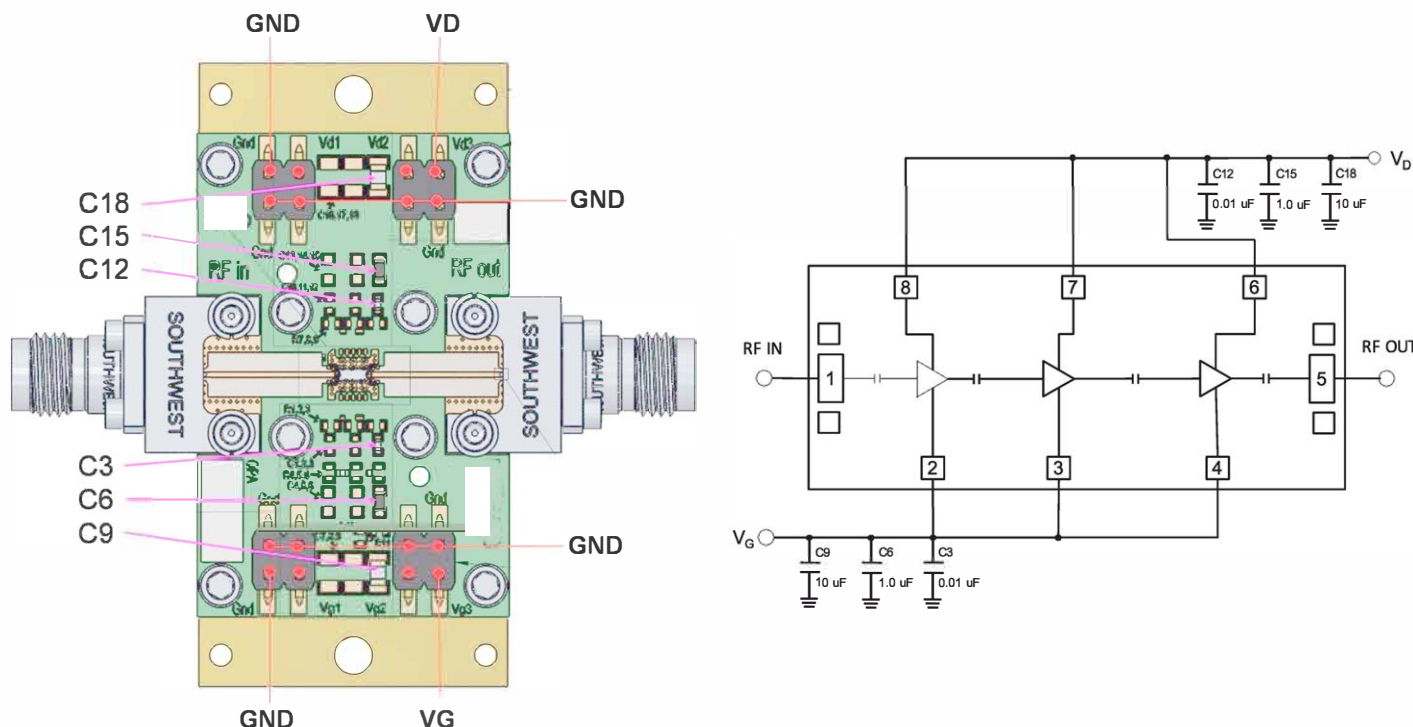 GND VD
Gnd Vd1 Vd2 Vd3
C18
GND
C15
Gnd Gnd
C12
RF in RF out
SOUTHWEST SOUTHWEST
C3
C6
Gnd Gnd
C9
GND
Gnd Vg1 Vg2 Vg3
GND VG
VD
C12 C15 C18
0.01 uF 1.0 uF 10 uF
8 7 6
RF IN RF OUT
1 5
2 3 4
VG
C9 C6 C3
10 uF 1.0 uF 0.01 uF